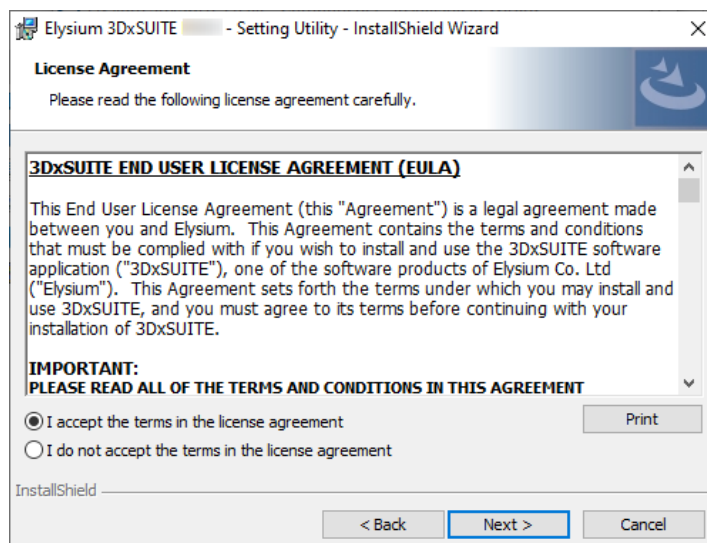 Elysium 3DxSUITE - Setting Utility - InstallShield Wizard
License Agreement
Please read the following license agreement carefully.
3DxSUITE END USER LICENSE AGREEMENT (EULA)
This End User License Agreement (this "Agreement") is a legal agreement made
between you and Elysium.  This Agreement contains the terms and conditions
that must be complied with if you wish to install and use the 3DxSUITE software
application ("3DxSUITE"), one of the software products of Elysium Co. Ltd
("Elysium").  This Agreement sets forth the terms under which you may install and
use 3DxSUITE, and you must agree to its terms before continuing with your
installation of 3DxSUITE.
IMPORTANT:
PLEASE READ ALL OF THE TERMS AND CONDITIONS IN THIS AGREEMENT
I accept the terms in the license agreement
Print
I do not accept the terms in the license agreement
InstallShield
< Back
Next >
Cancel